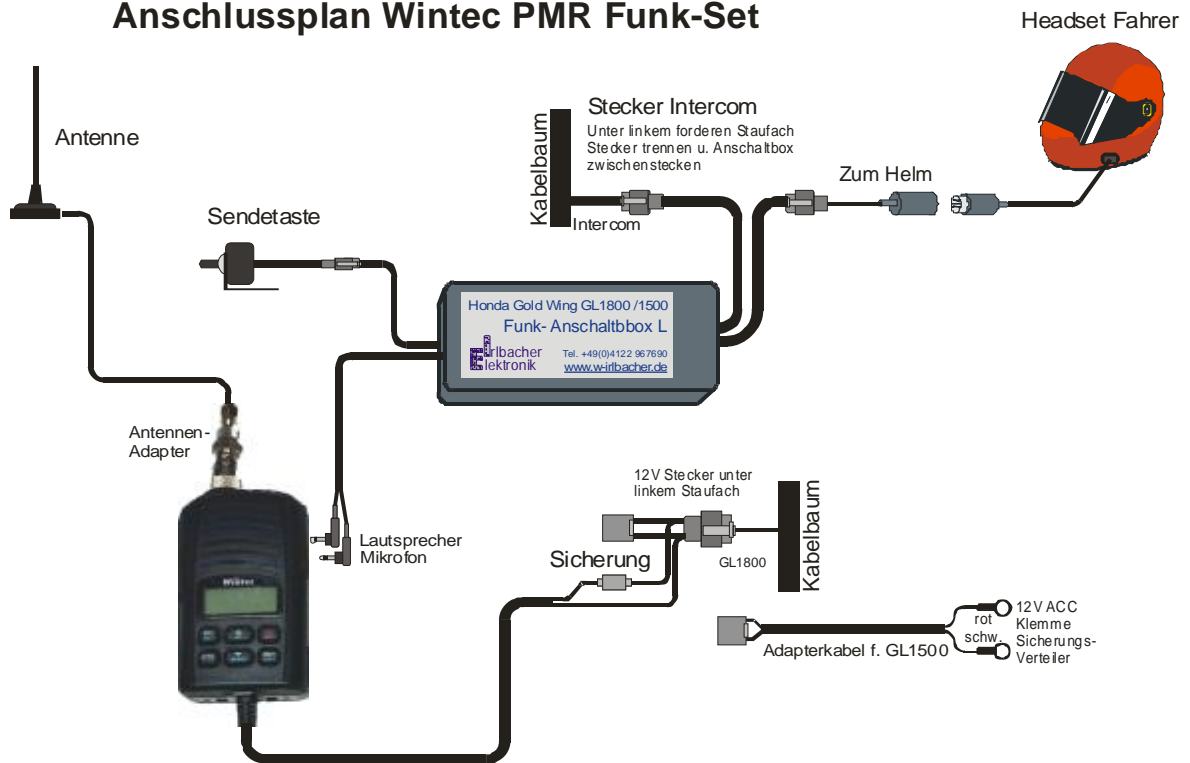 Anschlussplan Wintec PMR Funk-Set
Headset Fahrer
Antenne
Stecker Intercom
Unter linkem forderen Staufach
Stecker trennen u. Anschaltbox
zwischenstecken
Kabelbaum
Intercom
Zum Helm
Sendetaste
Honda Gold Wing GL1800 /1500
Funk- Anschaltbbox L
Irlbacher
Elektronik
Tel. +49(0)4122 967690
www.w-irlbacher.de
Antennen-
Adapter
Wintec
Lautsprecher
Mikrofon
12V Stecker unter
linkem Staufach
Kabelbaum
GL1800
Sicherung
Adapterkabel f. GL1500
rot
schw.
12V ACC
Klemme
Sicherungs-
Verteiler